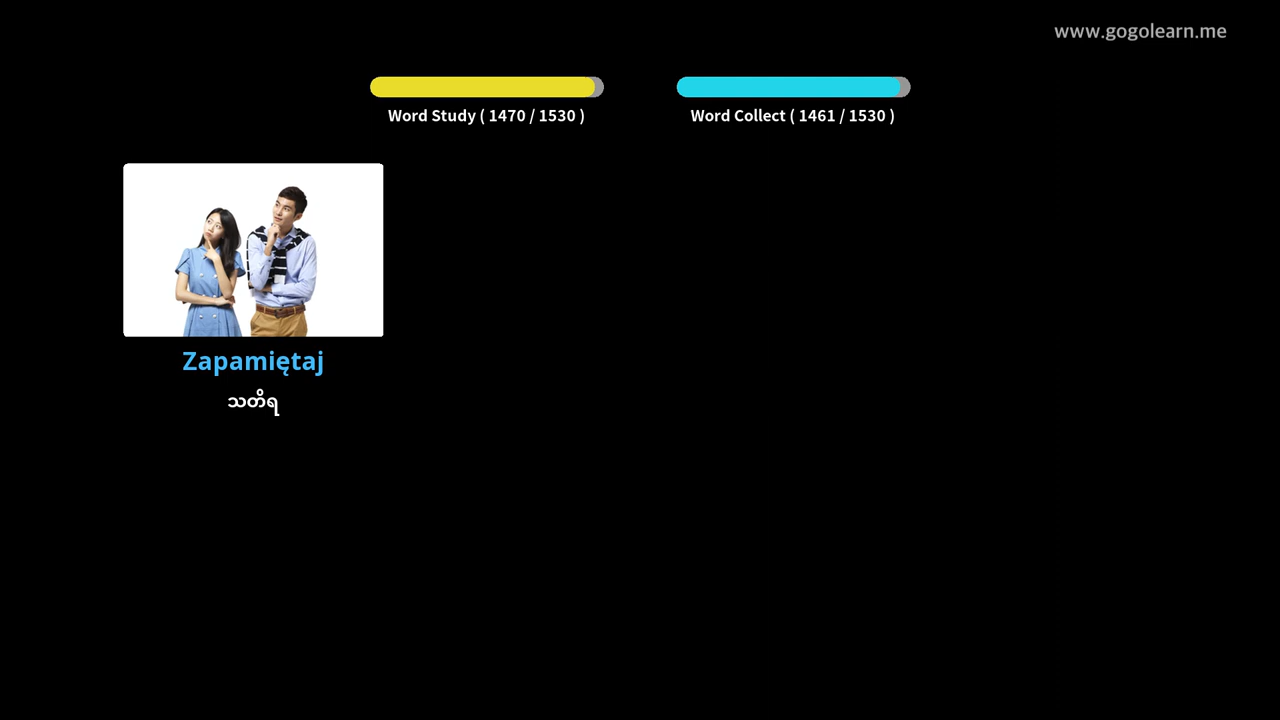 www.gogolearn.me
Word Study ( 1470 / 1530 )
Word Collect ( 1461 / 1530 )
Zapamiętaj
သတိရ